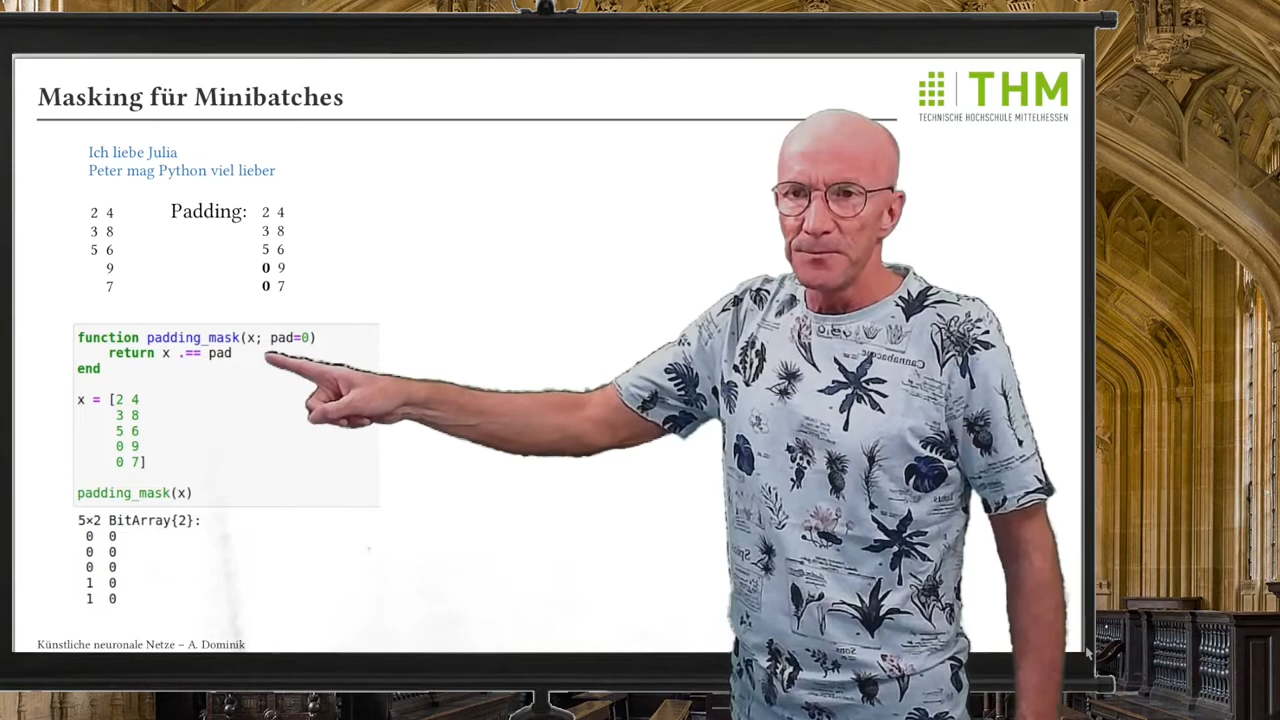 Masking für Minibatches
THM
TECHNISCHE HOCHSCHULE MITTELHESSEN
Ich liebe Julia
Peter mag Python viel lieber
Padding:
2 4 2 4
3 8 3 8
5 6 5 6
9 0 9
7 0 7
function padding_mask(x; pad=0)
return x .== pad
end
x = [2 4
3 8
5 6
0 9
0 7]
padding_mask(x)
5×2 BitArray{2}:
0 0
0 0
0 0
1 0
1 0
Künstliche neuronale Netze – A. Dominik
Cannabaceae